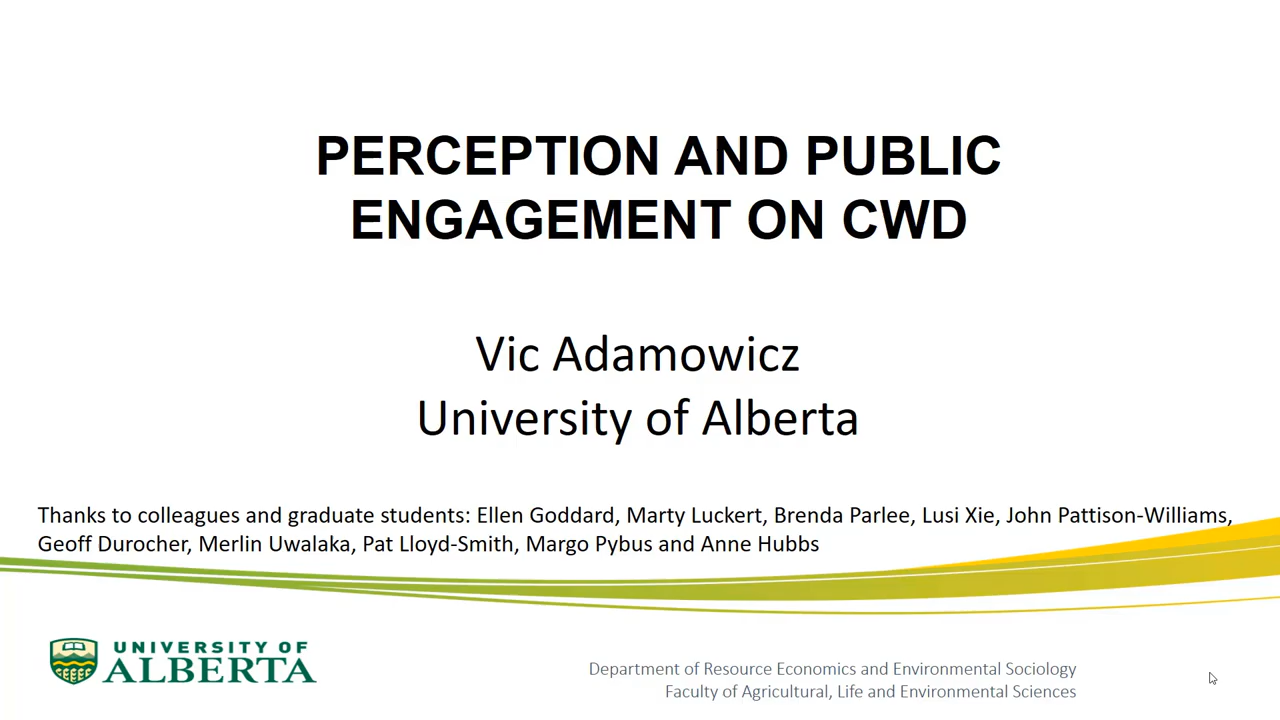 PERCEPTION AND PUBLIC
ENGAGEMENT ON CWD
Vic Adamowicz
University of Alberta
Thanks to colleagues and graduate students: Ellen Goddard, Marty Luckert, Brenda Parlee, Lusi Xie, John Pattison-Williams,
Geoff Durocher, Merlin Uwalaka, Pat Lloyd-Smith, Margo Pybus and Anne Hubbs
UNIVERSITY OF
ALBERTA
Department of Resource Economics and Environmental Sociology
Faculty of Agricultural, Life and Environmental Sciences